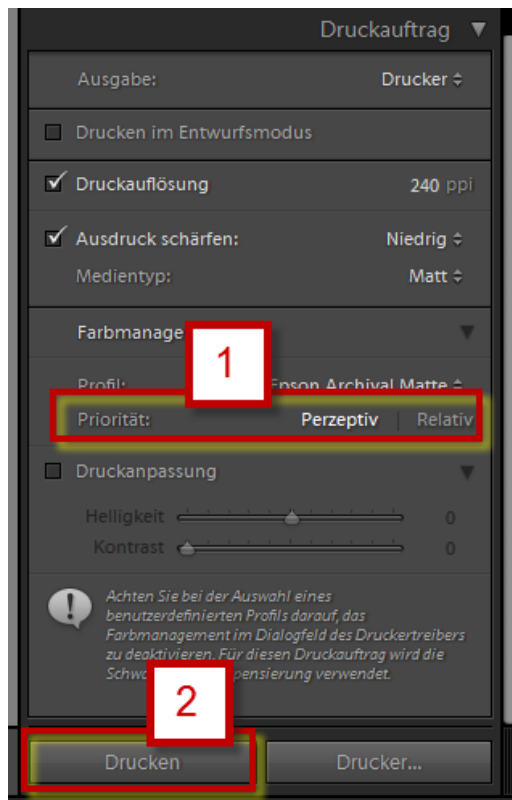 Druckauftrag
Ausgabe: Drucker
Drucken im Entwurfsmodus
Druckauflösung 240 ppi
Ausdruck schärfen: Niedrig
Medientyp: Matt
Farbmanage
1
Profil: Epson Archival Matte
Priorität: Perzeptiv Relativ
Druckanpassung
Helligkeit 0
Kontrast 0
Achten Sie bei der Auswahl eines
benutzerdefinierten Profils darauf, das
Farbmanagement im Dialogfeld des Druckertreibers
zu deaktivieren. Für diesen Druckauftrag wird die
pensierung verwendet.
2
Drucken Drucker...